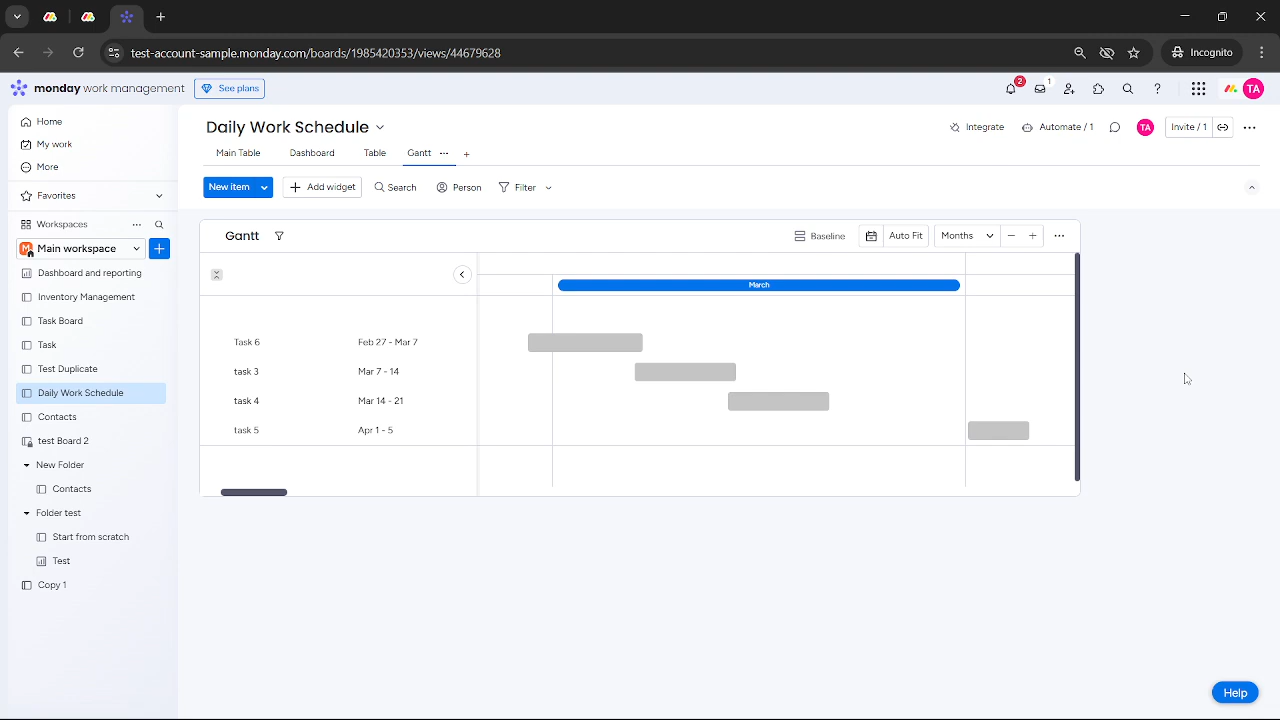 test-account-sample.monday.com/boards/1985420353/views/44679628
Incognito
monday work management
See plans
2
1
TA
Home
My work
More
Favorites
Workspaces
M
Main workspace
Dashboard and reporting
Inventory Management
Task Board
Task
Test Duplicate
Daily Work Schedule
Contacts
test Board 2
New Folder
Contacts
Folder test
Start from scratch
Test
Copy 1
Daily Work Schedule
Integrate
Automate / 1
TA
Invite / 1
Main Table
Dashboard
Table
Gantt
New item
Add widget
Search
Person
Filter
Gantt
Baseline
Auto Fit
Months
March
Task 6 Feb 27 - Mar 7
task 3 Mar 7 - 14
task 4 Mar 14 - 21
task 5 Apr 1 - 5
Help